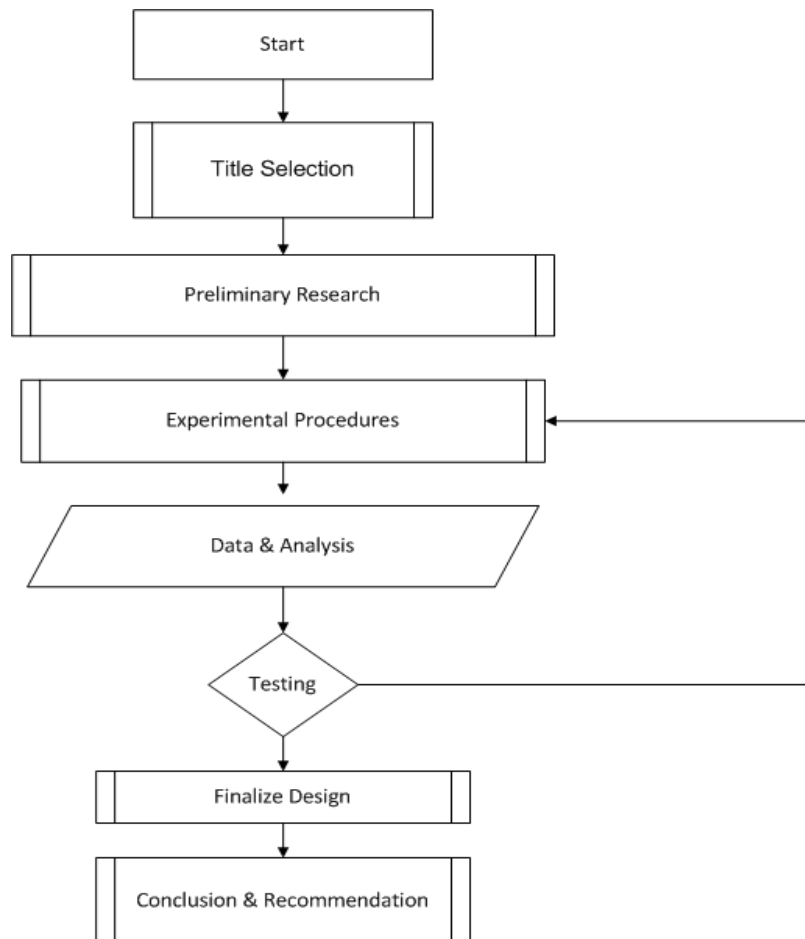 Start
Title Selection
Preliminary Research
Experimental Procedures
Data & Analysis
Testing
Finalize Design
Conclusion & Recommendation